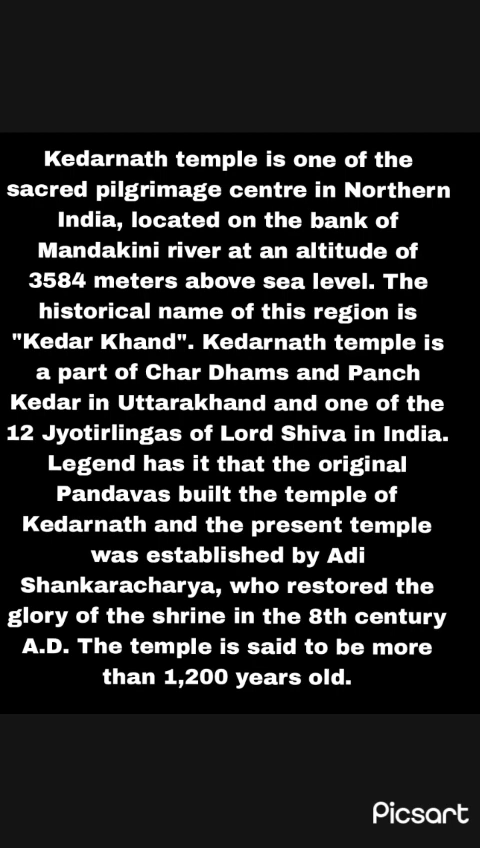 Kedarnath temple is one of the
sacred pilgrimage centre in Northern
India, located on the bank of
Mandakini river at an altitude of
3584 meters above sea level. The
historical name of this region is
"Kedar Khand". Kedarnath temple is
a part of Char Dhams and Panch
Kedar in Uttarakhand and one of the
12 Jyotirlingas of Lord Shiva in India.
Legend has it that the original
Pandavas built the temple of
Kedarnath and the present temple
was established by Adi
Shankaracharya, who restored the
glory of the shrine in the 8th century
A.D. The temple is said to be more
than 1,200 years old.
Picsart